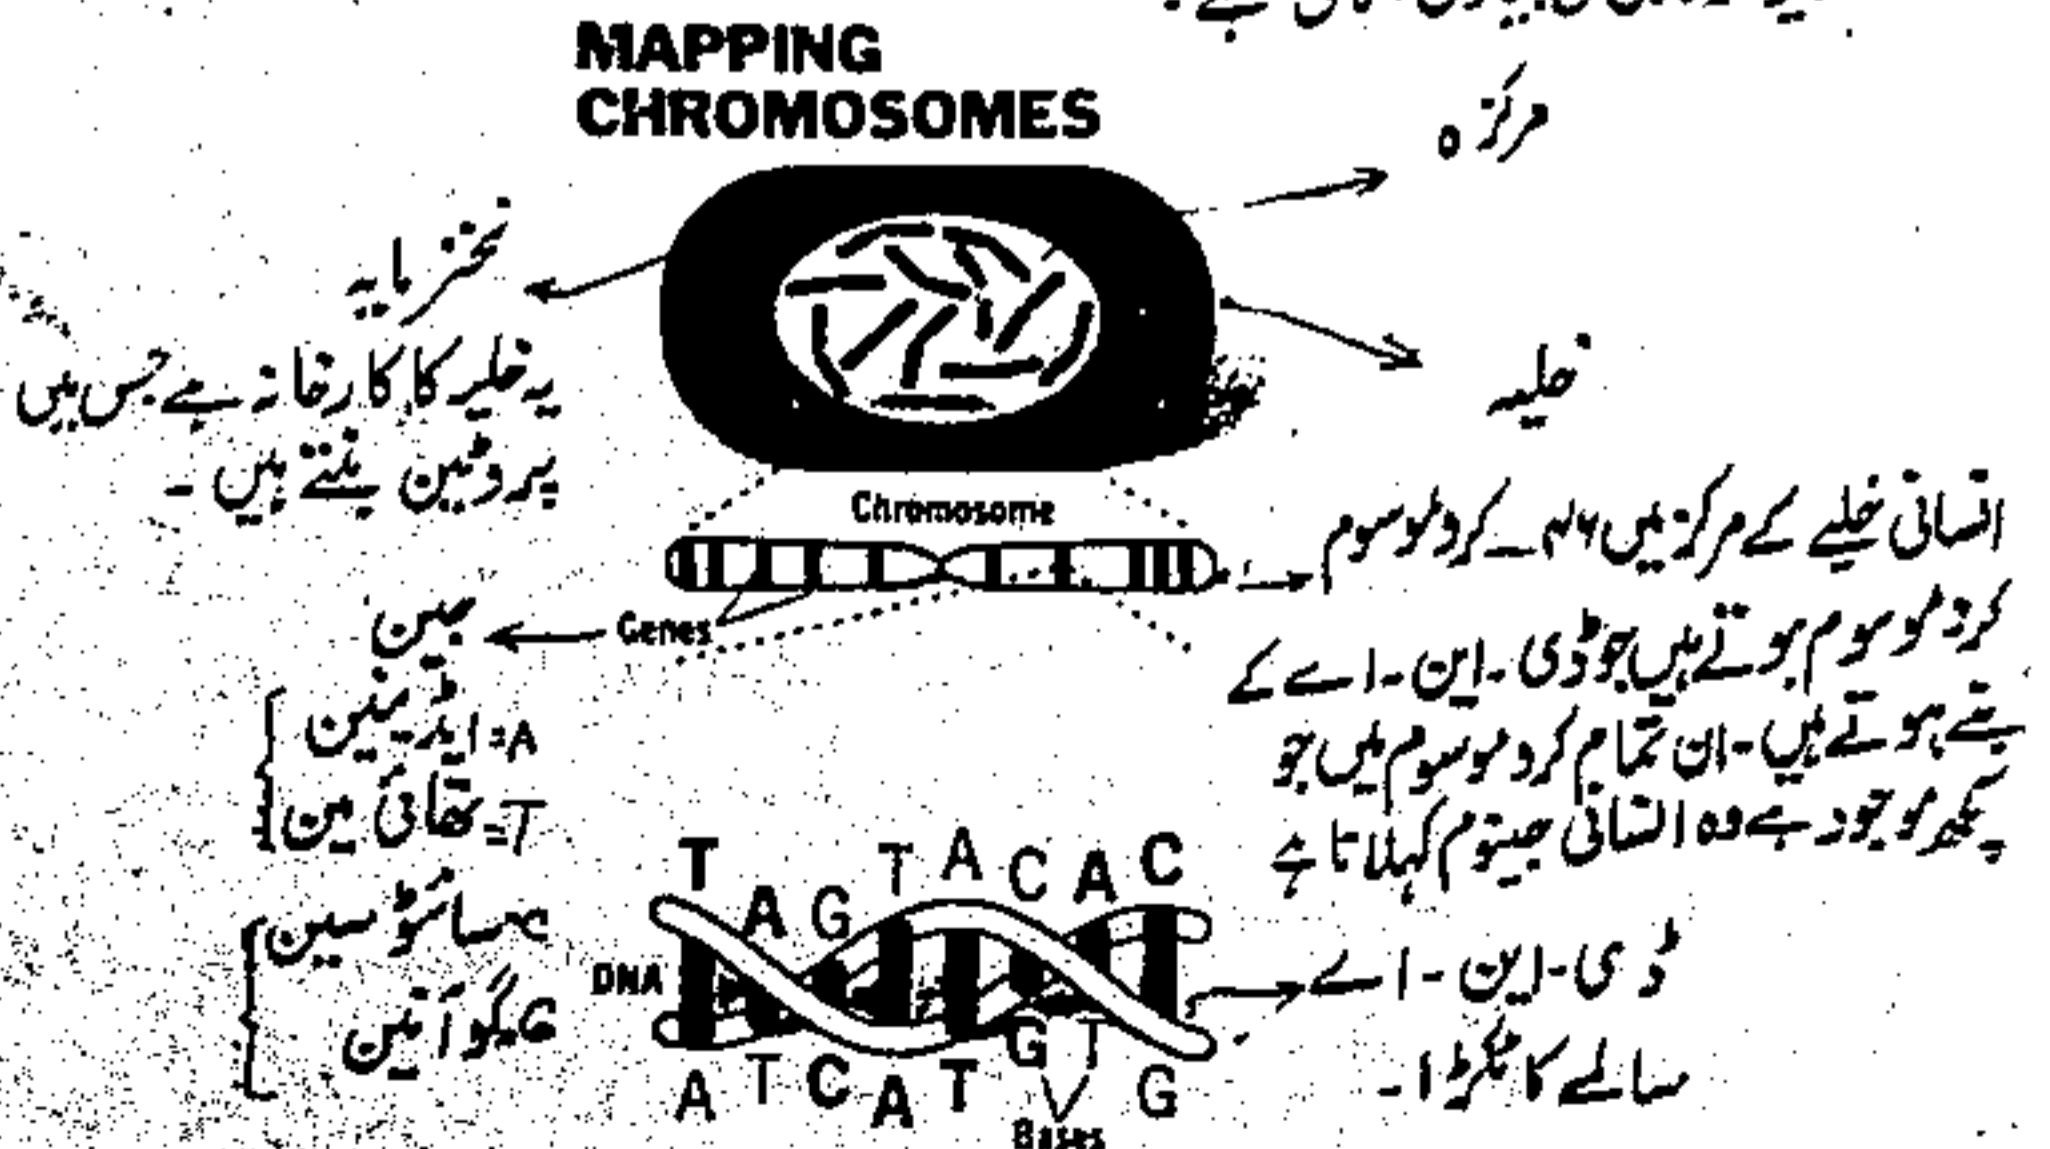 MAPPING
CHROMOSOMES
مرکزہ
نخزمایہ
یہ خلیہ کا کارخانہ ہے جس میں
پروٹین بنتے ہیں ۔
خلیہ
Chromosome
انسانی خلیے کے مرکز میں ۴۶ ۔ کروموسوم
کروموسوم ہوتے ہیں جو ڈی ۔ این ۔ اے کے
بنے ہوتے ہیں ۔ ان تمام کروموسوم میں جو
کچھ موجود ہے وہ انسانی جینوم کہلاتا ہے
Genes
جین
A= ایڈینین
T= تھائی مین
C= سائٹوسین
G= گوآنین
T A G T A C A C
DNA
A T C A T G T G
Bases
ڈی ۔ این ۔ اے
سالمے کا ٹکڑا ۔